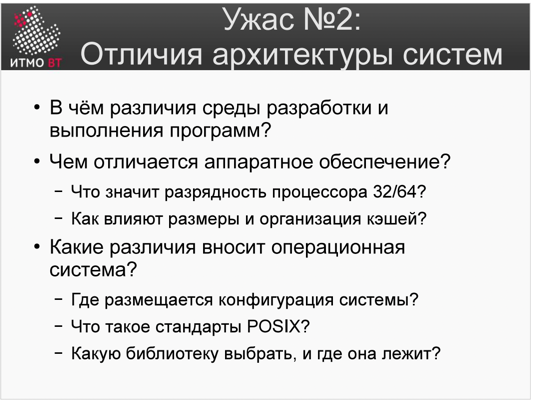 Ужас №2:
Отличия архитектуры систем
ИТМО ВТ
• В чём различия среды разработки и
выполнения программ?
• Чем отличается аппаратное обеспечение?
– Что значит разрядность процессора 32/64?
– Как влияют размеры и организация кэшей?
• Какие различия вносит операционная
система?
– Где размещается конфигурация системы?
– Что такое стандарты POSIX?
– Какую библиотеку выбрать, и где она лежит?